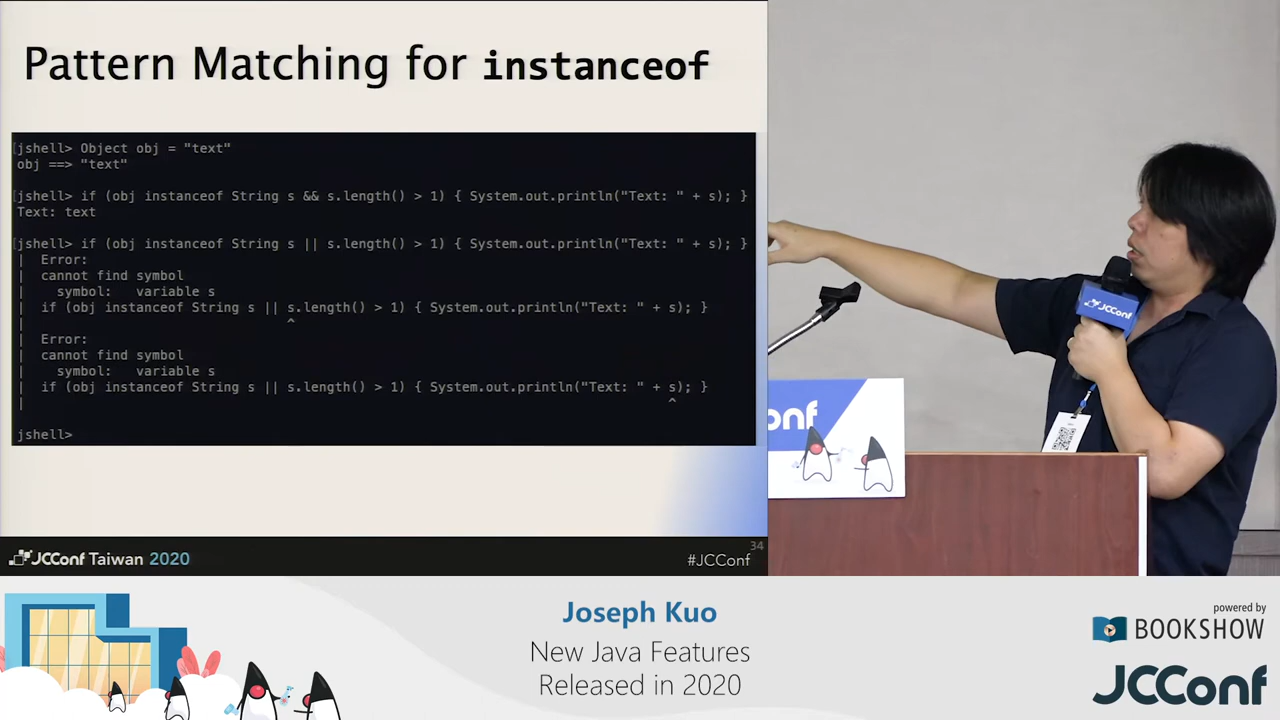 Pattern Matching for instanceof
[jshell> Object obj = "text"
obj ==> "text"
[jshell> if (obj instanceof String s && s.length() > 1) { System.out.println("Text: " + s); }
Text: text
[jshell> if (obj instanceof String s || s.length() > 1) { System.out.println("Text: " + s); }
|  Error:
|  cannot find symbol
|    symbol:   variable s
|  if (obj instanceof String s || s.length() > 1) { System.out.println("Text: " + s); }
|                                 ^
|  Error:
|  cannot find symbol
|    symbol:   variable s
|  if (obj instanceof String s || s.length() > 1) { System.out.println("Text: " + s); }
|                                                                                 ^
jshell>
JCConf Taiwan 2020
34
#JCConf
JCConf
onf
Joseph Kuo
New Java Features
Released in 2020
powered by
BOOKSHOW
JCConf